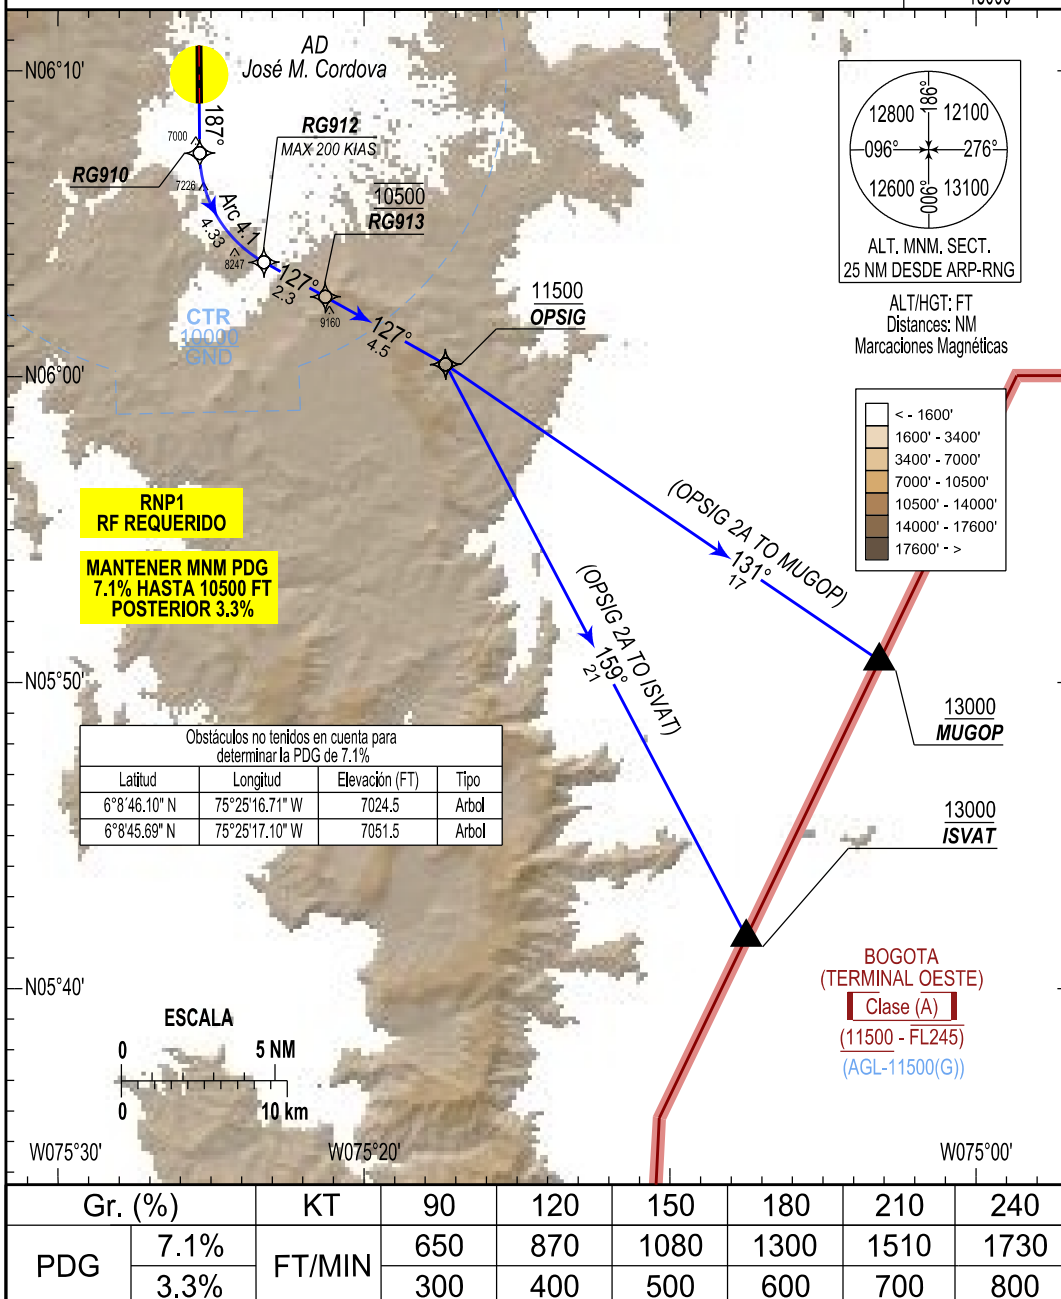 N06°10'
AD
José M. Cordova
187°
7000
RG910
RG912
MAX 200 KIAS
7226
Arc 4.1
4.33
8247
10500
RG913
127°
2.3
9160
127°
4.5
11500
OPSIG
CTR
10000
GND
N06°00'
12800
186°
12100
096°
276°
12600
006°
13100
ALT. MNM. SECT.
25 NM DESDE ARP-RNG
ALT/HGT: FT
Distances: NM
Marcaciones Magnéticas
< - 1600'
1600' - 3400'
3400' - 7000'
7000' - 10500'
10500' - 14000'
14000' - 17600'
17600' - >
RNP1
RF REQUERIDO
MANTENER MNM PDG
7.1% HASTA 10500 FT
POSTERIOR 3.3%
(OPSIG 2A TO MUGOP)
131°
17
(OPSIG 2A TO ISVAT)
159°
21
N05°50'
13000
MUGOP
Obstáculos no tenidos en cuenta para
determinar la PDG de 7.1%
Latitud Longitud Elevación (FT) Tipo
6°8'46.10" N 75°25'16.71" W 7024.5 Arbol
6°8'45.69" N 75°25'17.10" W 7051.5 Arbol
13000
ISVAT
N05°40'
BOGOTA
(TERMINAL OESTE)
Clase (A)
(11500 - FL245)
(AGL-11500(G))
ESCALA
0 5 NM
0 10 km
W075°30' W075°20' W075°00'
Gr. (%) KT 90 120 150 180 210 240
PDG 7.1% FT/MIN 650 870 1080 1300 1510 1730
3.3% 300 400 500 600 700 800